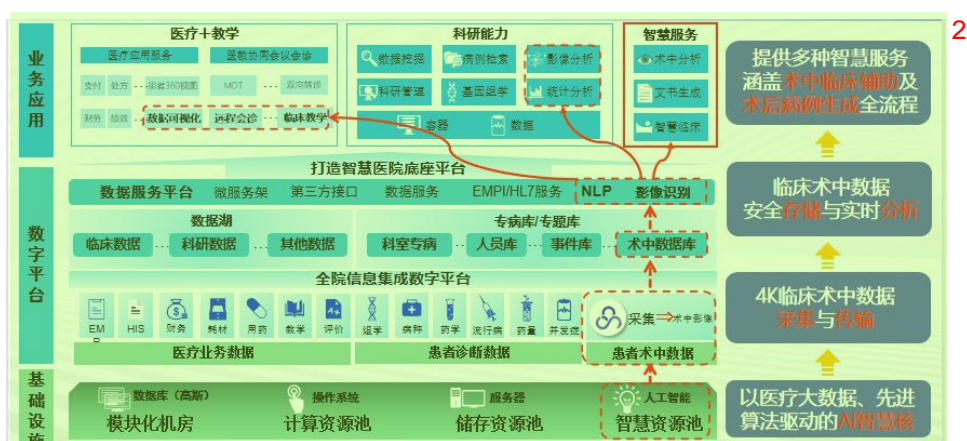 2
业务应用
医疗+教学
医疗应用服务
医教协同会议会诊
支付 处方 ··· 患者360视图 MDT ··· 双向转诊
财务 绩效 ··· 数据可视化 远程会诊 ··· 临床教学
科研能力
数据挖掘 病例检索 影像分析
科研管理 基因组学 统计分析
容器 数据
智慧服务
术中分析
文书生成
智慧临床
提供多种智慧服务
涵盖术中临床辅助及
术后病例生成全流程
数字平台
打造智慧医院底座平台
数据服务平台 微服务架 第三方接口 数据服务 EMPI/HL7服务 NLP 影像识别
数据湖
临床数据 ··· 科研数据 ··· 其他数据
专病库/专题库
科室专病 ·· 人员库 ·· 事件库 ·· 术中数据库
临床术中数据
安全存储与实时分析
全院信息集成数字平台
EM HIS 财务 耗材 用药 教学 评价 组学 病种 药学 流行病 药量 并发症
采集⇒术中影像
医疗业务数据 患者诊断数据 患者术中数据
4K临床术中数据
采集与传输
基础设施
数据库（高斯） 操作系统 服务器 人工智能
模块化机房 计算资源池 储存资源池 智慧资源池
以医疗大数据、先进
算法驱动的AI智慧核